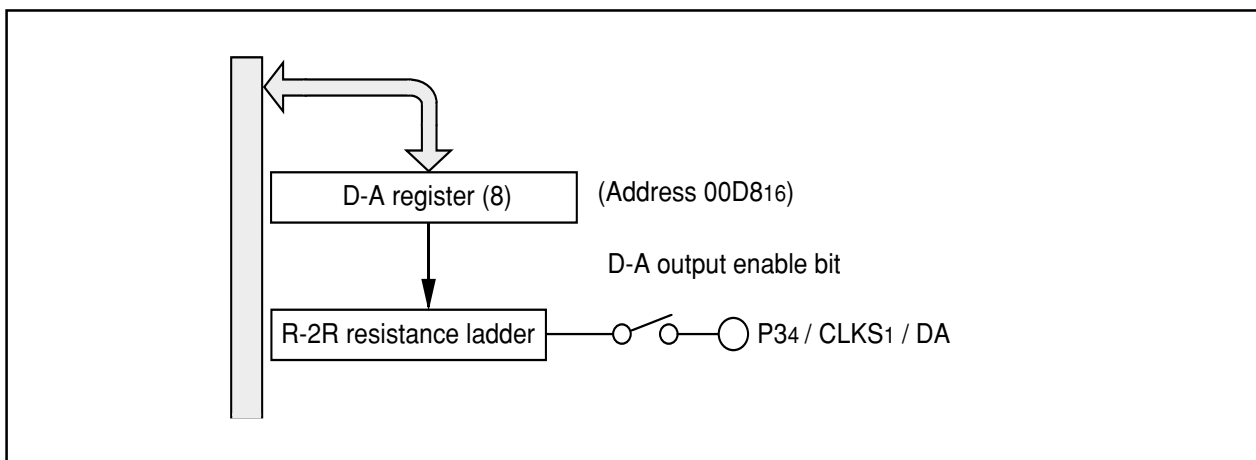 D-A register (8)
(Address 00D816)
D-A output enable bit
R-2R resistance ladder
P34 / CLKS1 / DA